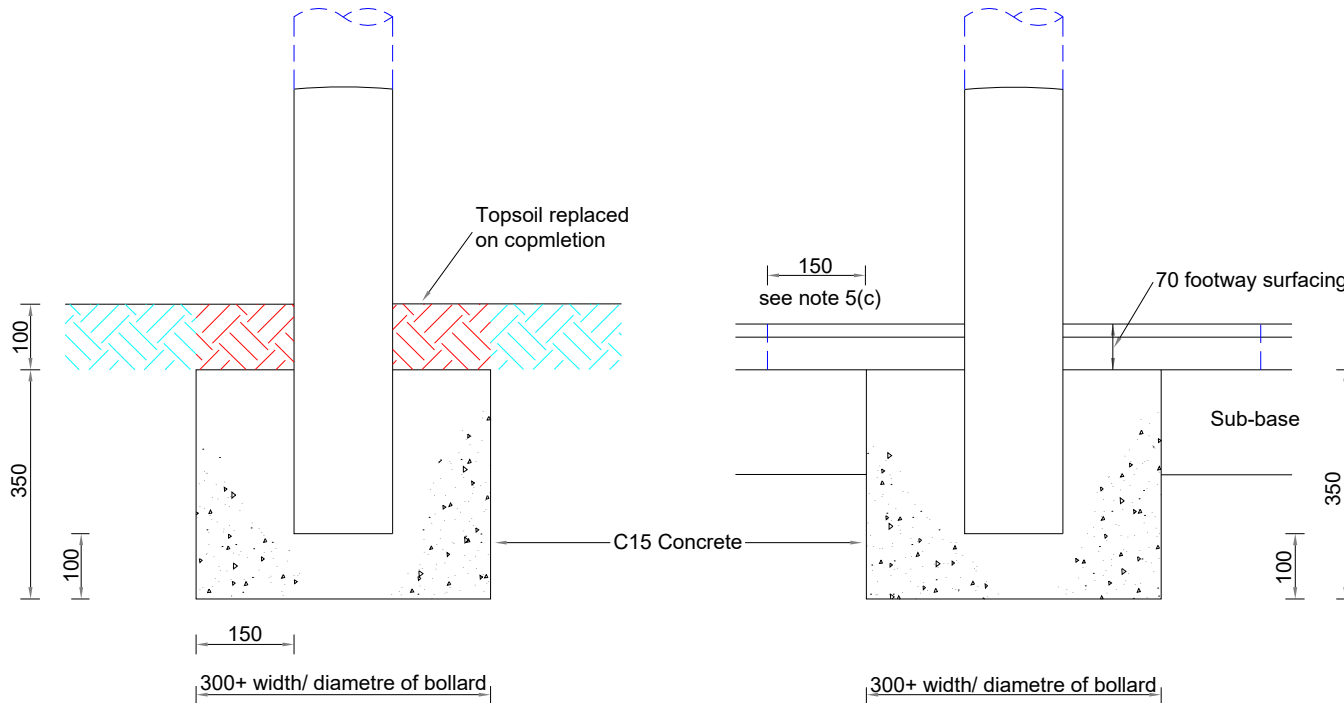 Topsoil replaced
on copmletion
150
see note 5(c)
70 footway surfacing
100
Sub-base
350
350
C15 Concrete
100
100
150
300+ width/ diametre of bollard
300+ width/ diametre of bollard